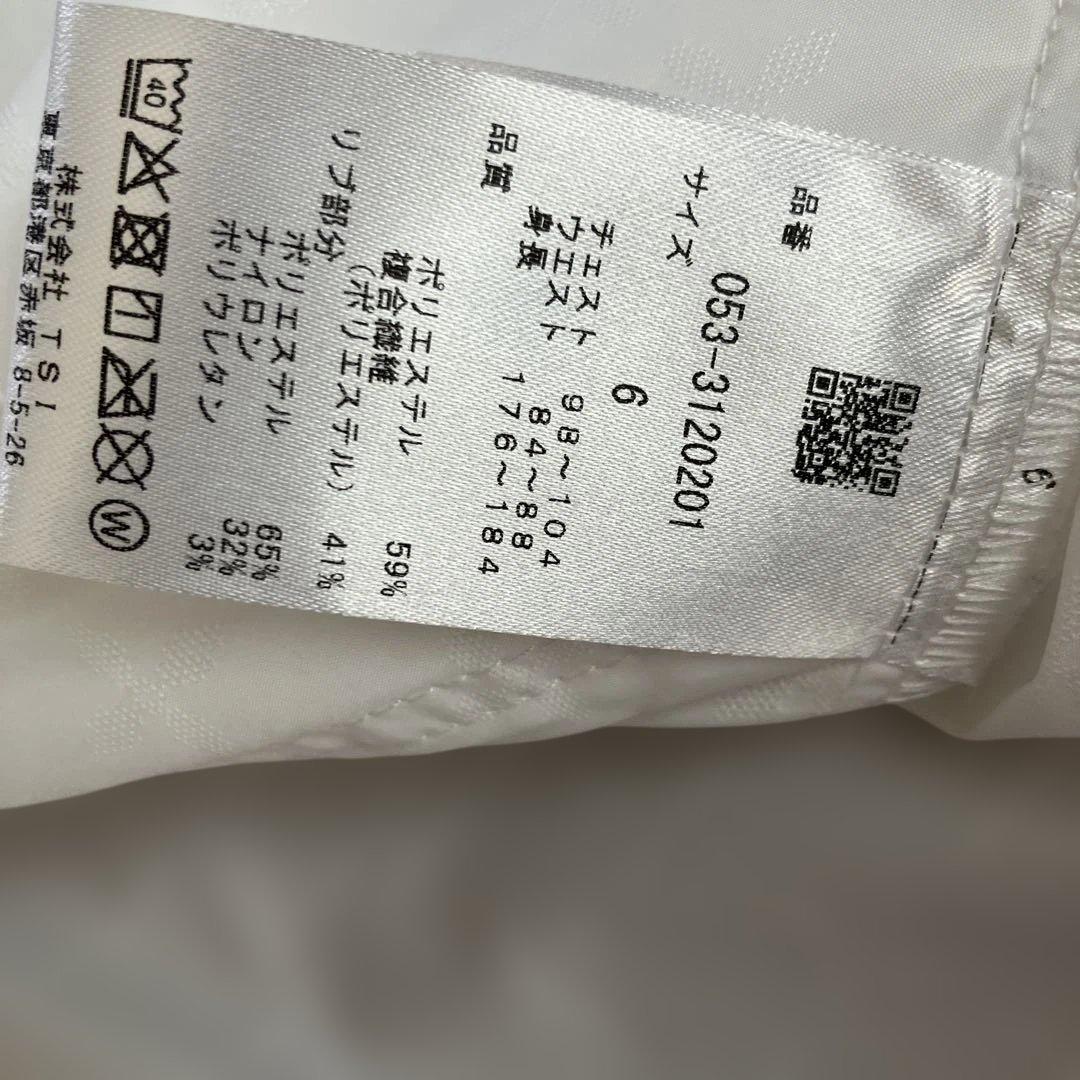 品番
053-3120201
サイズ
6
チェスト 98～104
ウエスト 84～88
身長 176～184
品質
ポリエステル 59%
複合繊維
(ポリエステル) 41%
リブ部分
ポリエステル 65%
ナイロン 32%
ポリウレタン 3%
40
W
株式会社 TSI
東京都港区赤坂 8-5-26
6